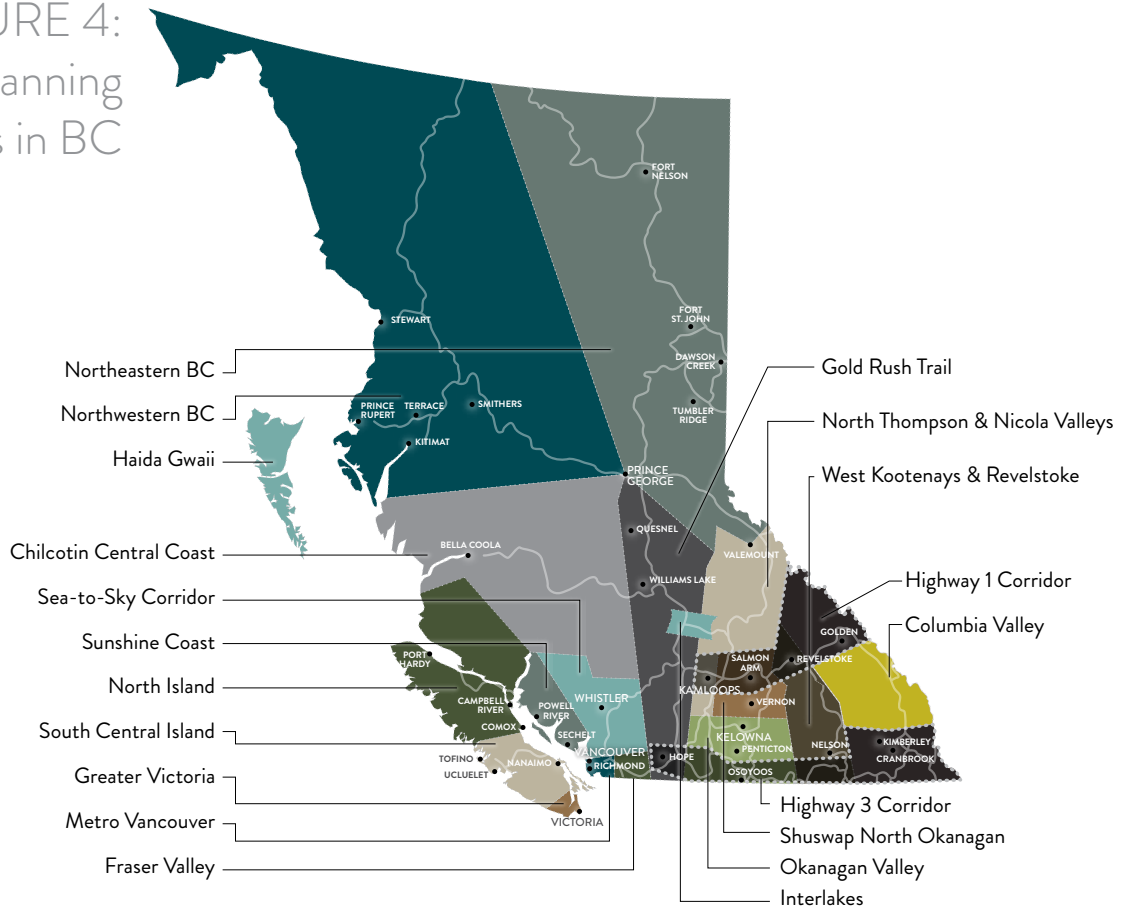 URE 4:
anning
s in BC
FORT
NELSON
FORT
ST. JOHN
DAWSON
CREEK
TUMBLER
RIDGE
STEWART
PRINCE
RUPERT
TERRACE
SMITHERS
KITIMAT
PRINCE
GEORGE
QUESNEL
BELLA COOLA
WILLIAMS LAKE
VALEMOUNT
GOLDEN
REVELSTOKE
SALMON
ARM
KAMLOOPS
VERNON
KELOWNA
PENTICTON
NELSON
KIMBERLEY
CRANBROOK
OSOYOOS
HOPE
PORT
HARDY
CAMPBELL
RIVER
COMOX
POWELL
RIVER
SECHELT
WHISTLER
VANCOUVER
RICHMOND
TOFINO
UCLUELET
NANAIMO
VICTORIA
Northeastern BC
Northwestern BC
Haida Gwaii
Chilcotin Central Coast
Sea-to-Sky Corridor
Sunshine Coast
North Island
South Central Island
Greater Victoria
Metro Vancouver
Fraser Valley
Gold Rush Trail
North Thompson & Nicola Valleys
West Kootenays & Revelstoke
Highway 1 Corridor
Columbia Valley
Highway 3 Corridor
Shuswap North Okanagan
Okanagan Valley
Interlakes